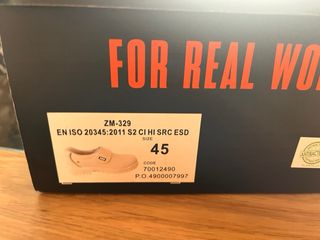 FOR REAL WO
ZM-329
EN ISO 20345:2011 S2 CI HI SRC ESD
SIZE
45
CODE
70012490
P.O.4900007997